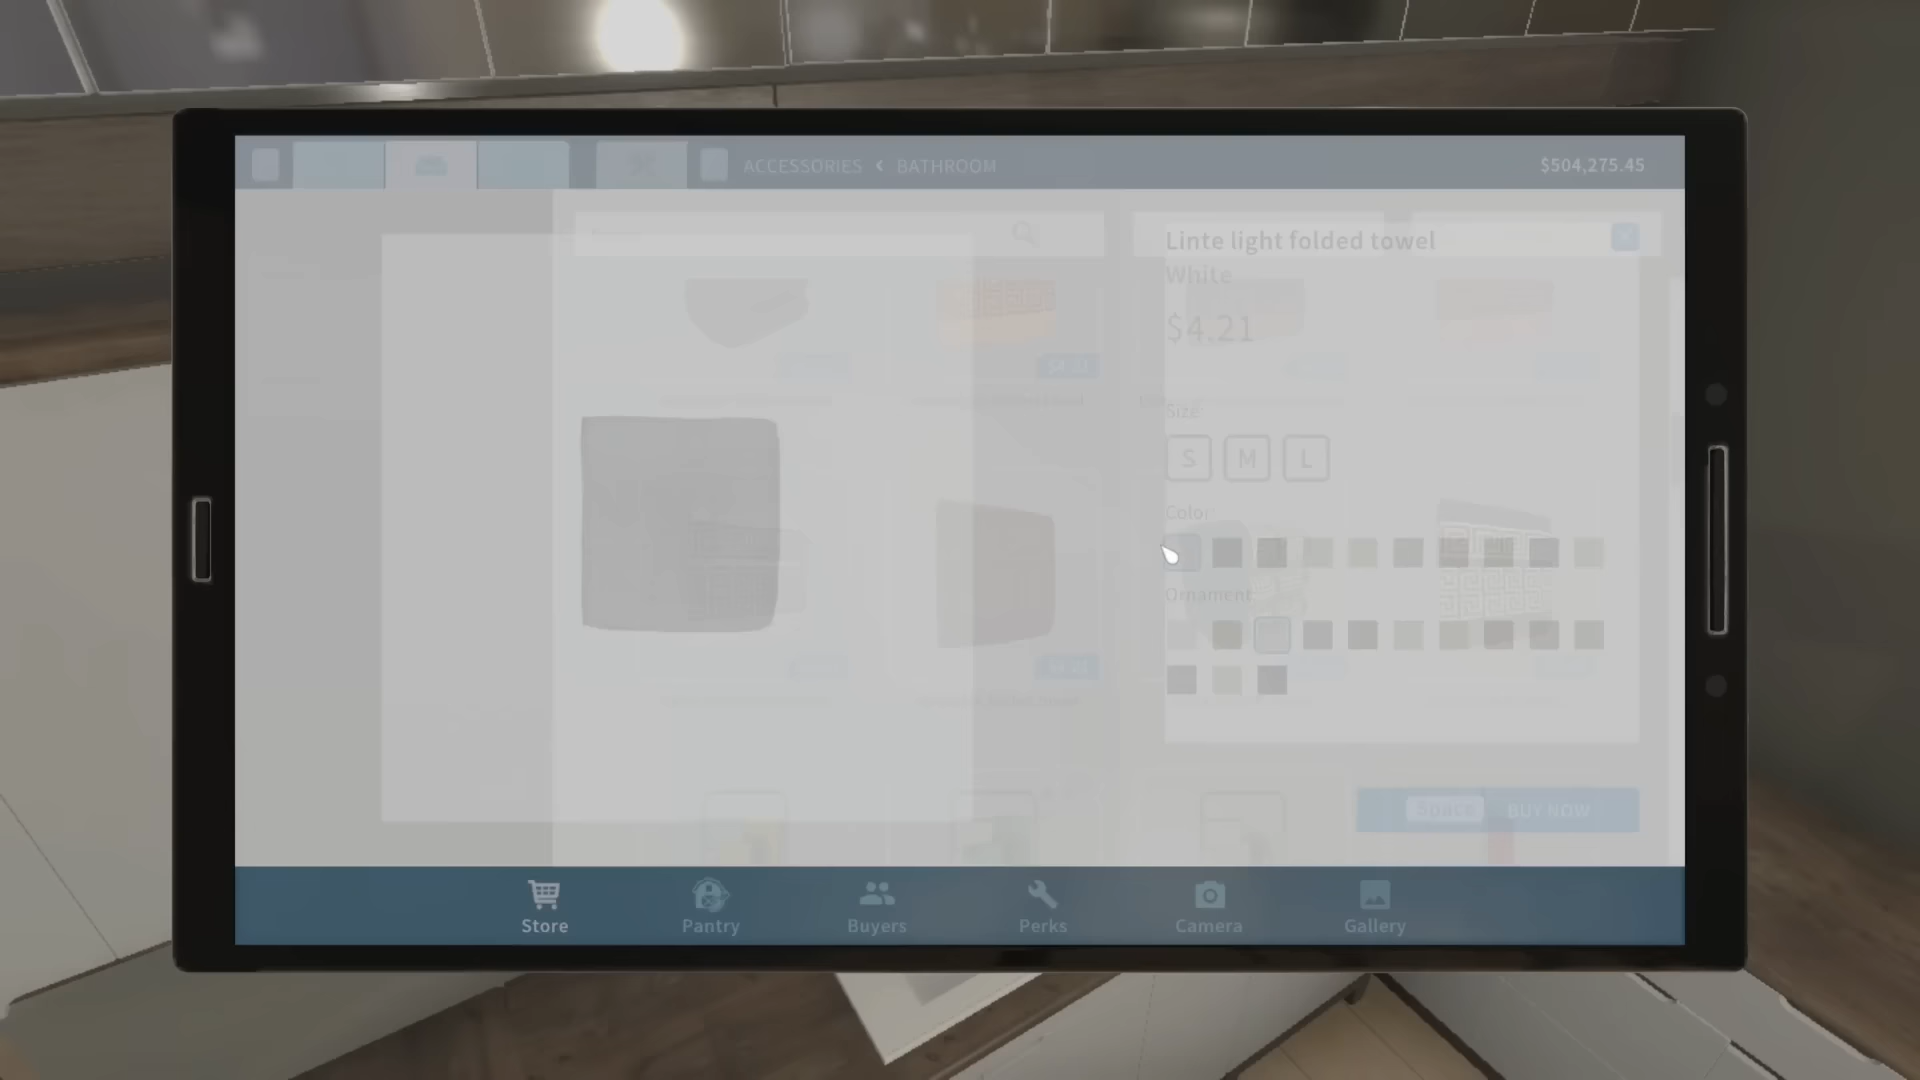 ACCESSORIES < BATHROOM
$504,275.45
Linte light folded towel
White
$4.21
Size
S M L
Color
Ornament
Space BUY NOW
Store
Pantry
Buyers
Perks
Camera
Gallery